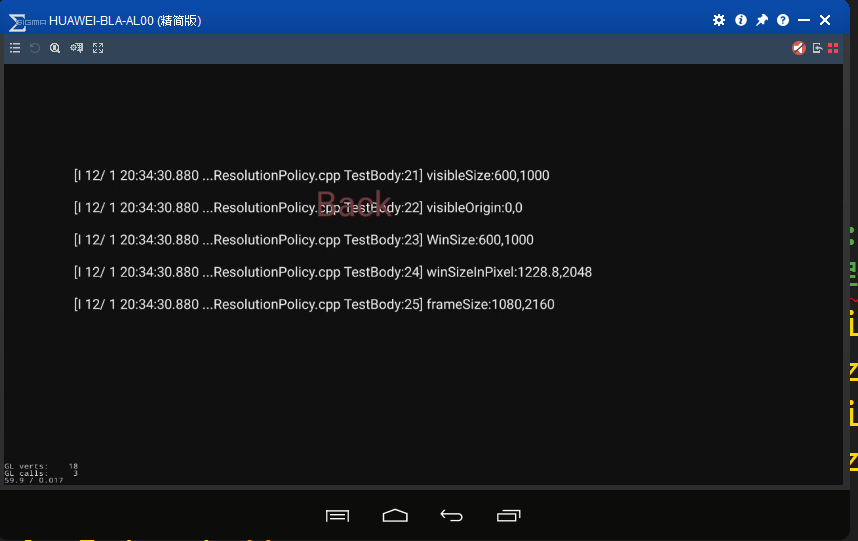 SIGMA HUAWEI-BLA-AL00 (精简版)
[I 12/ 1 20:34:30.880 ...ResolutionPolicy.cpp TestBody:21] visibleSize:600,1000
Back
[I 12/ 1 20:34:30.880 ...ResolutionPolicy.cpp TestBody:22] visibleOrigin:0,0
[I 12/ 1 20:34:30.880 ...ResolutionPolicy.cpp TestBody:23] WinSize:600,1000
[I 12/ 1 20:34:30.880 ...ResolutionPolicy.cpp TestBody:24] winSizeInPixel:1228.8,2048
[I 12/ 1 20:34:30.880 ...ResolutionPolicy.cpp TestBody:25] frameSize:1080,2160
GL verts: 18
GL calls: 3
59.9 / 0.017